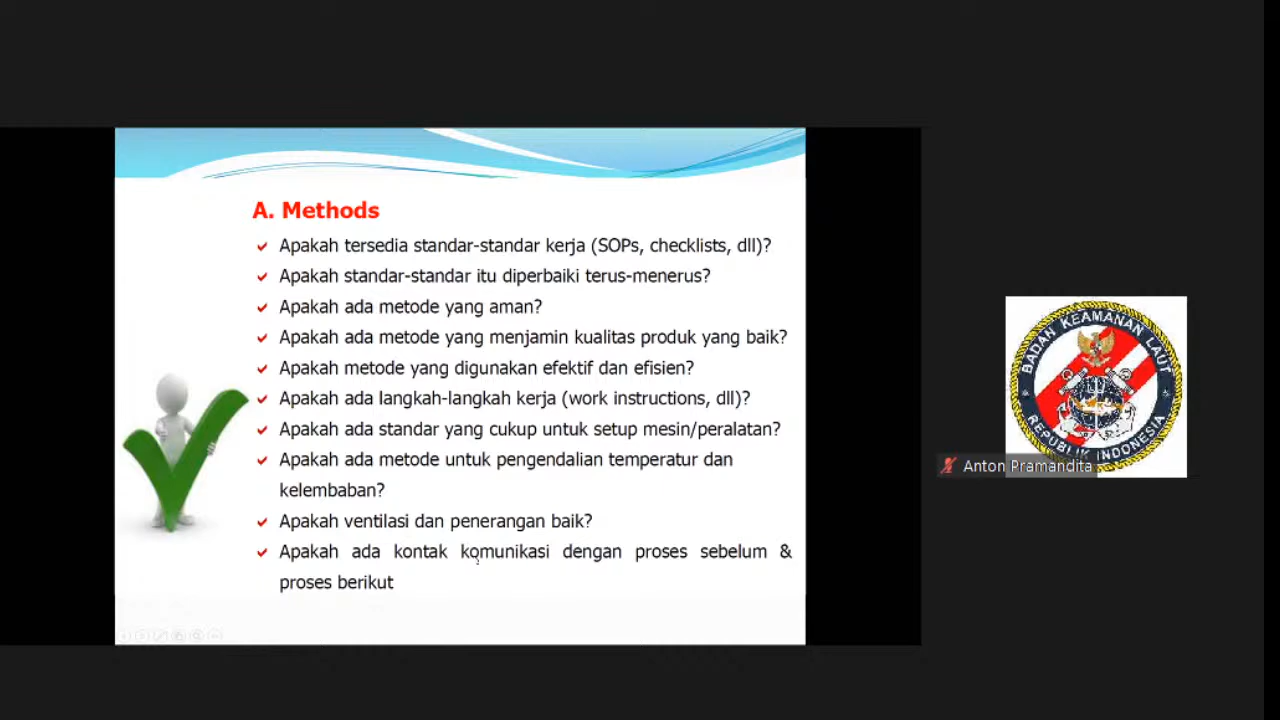 A. Methods
Apakah tersedia standar-standar kerja (SOPs, checklists, dll)?
Apakah standar-standar itu diperbaiki terus-menerus?
Apakah ada metode yang aman?
Apakah ada metode yang menjamin kualitas produk yang baik?
Apakah metode yang digunakan efektif dan efisien?
Apakah ada langkah-langkah kerja (work instructions, dll)?
Apakah ada standar yang cukup untuk setup mesin/peralatan?
Apakah ada metode untuk pengendalian temperatur dan
kelembaban?
Apakah ventilasi dan penerangan baik?
Apakah ada kontak komunikasi dengan proses sebelum &
proses berikut
BADAN KEAMANAN LAUT
REPUBLIK INDONESIA
Anton Pramandita